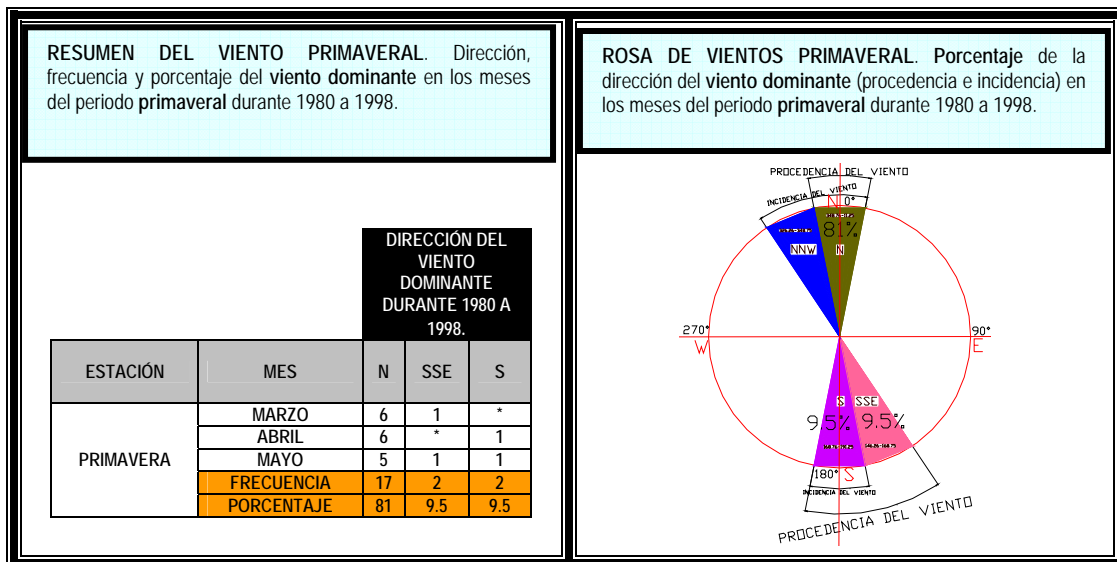 RESUMEN DEL VIENTO PRIMAVERAL. Dirección,
frecuencia y porcentaje del viento dominante en los meses
del periodo primaveral durante 1980 a 1998.
DIRECCIÓN DEL
VIENTO
DOMINANTE
DURANTE 1980 A
1998.
ESTACIÓN MES N SSE S
PRIMAVERA
MARZO 6 1 *
ABRIL 6 * 1
MAYO 5 1 1
FRECUENCIA 17 2 2
PORCENTAJE 81 9.5 9.5
ROSA DE VIENTOS PRIMAVERAL. Porcentaje de la
dirección del viento dominante (procedencia e incidencia) en
los meses del periodo primaveral durante 1980 a 1998.
PROCEDENCIA DEL VIENTO
INCIDENCIA DEL VIENTO
N 0°
81%
NNW N
270° 90°
W E
S SSE
9.5% 9.5%
146.26-168.75
180° S
INCIDENCIA DEL VIENTO
PROCEDENCIA DEL VIENTO